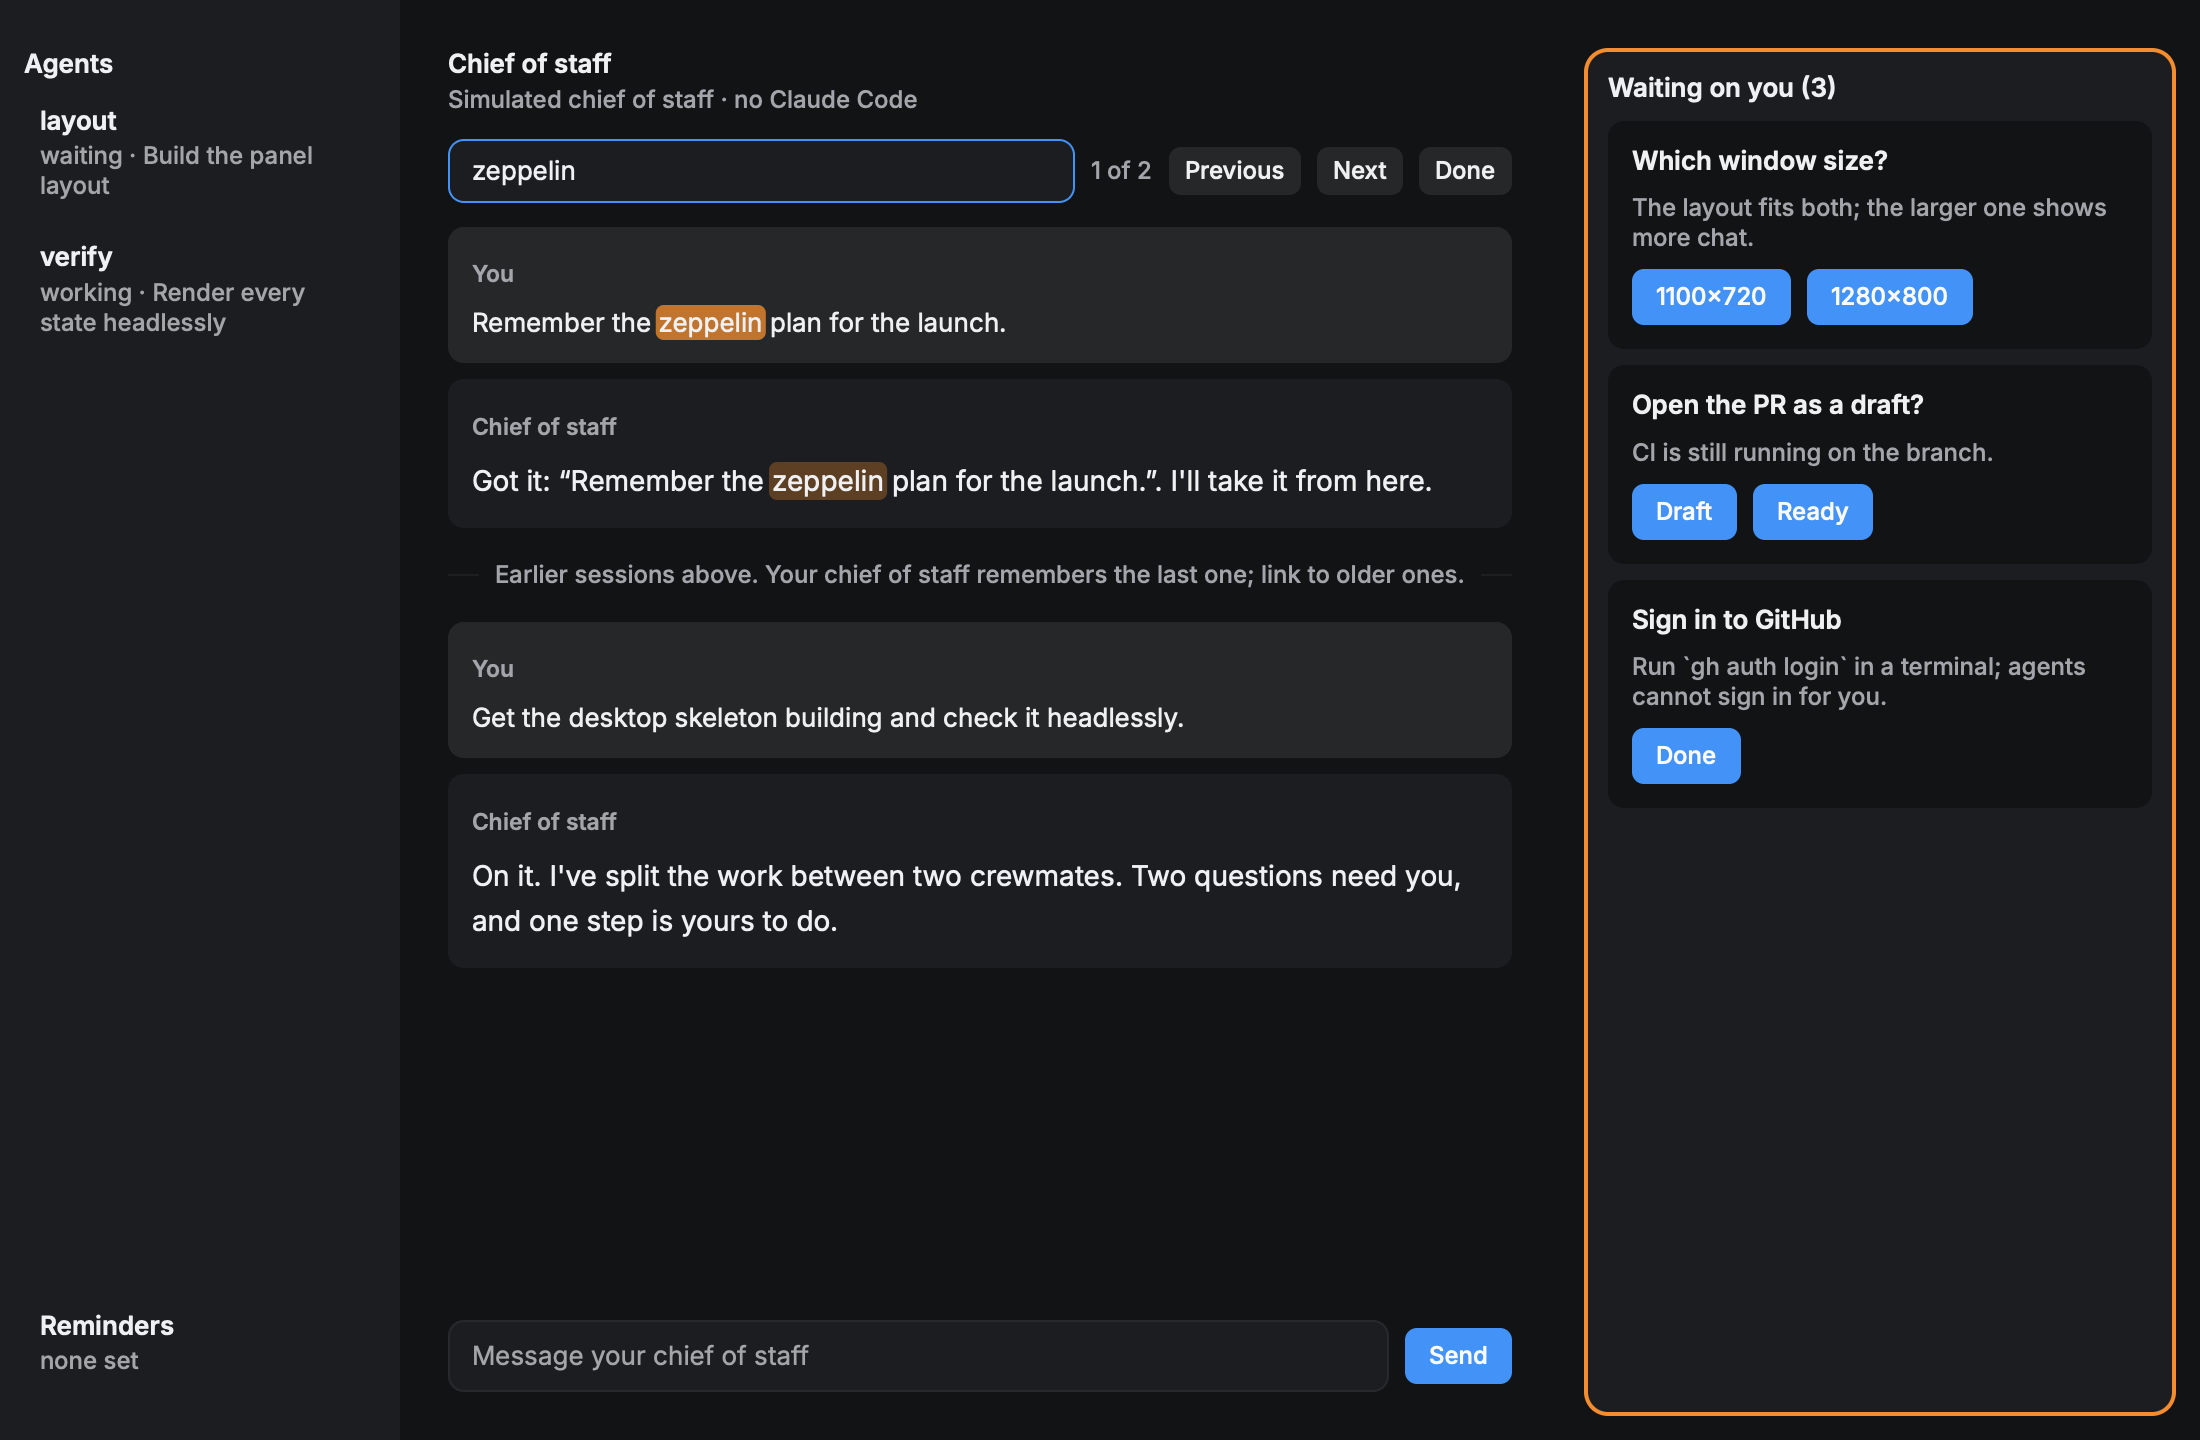 Agents
layout
waiting · Build the panel
layout
verify
working · Render every
state headlessly
Reminders
none set
Chief of staff
Simulated chief of staff · no Claude Code
zeppelin
1 of 2
Previous
Next
Done
You
Remember the zeppelin plan for the launch.
Chief of staff
Got it: “Remember the zeppelin plan for the launch.”. I'll take it from here.
Earlier sessions above. Your chief of staff remembers the last one; link to older ones.
You
Get the desktop skeleton building and check it headlessly.
Chief of staff
On it. I've split the work between two crewmates. Two questions need you,
and one step is yours to do.
Message your chief of staff
Send
Waiting on you (3)
Which window size?
The layout fits both; the larger one shows
more chat.
1100×720
1280×800
Open the PR as a draft?
CI is still running on the branch.
Draft
Ready
Sign in to GitHub
Run `gh auth login` in a terminal; agents
cannot sign in for you.
Done